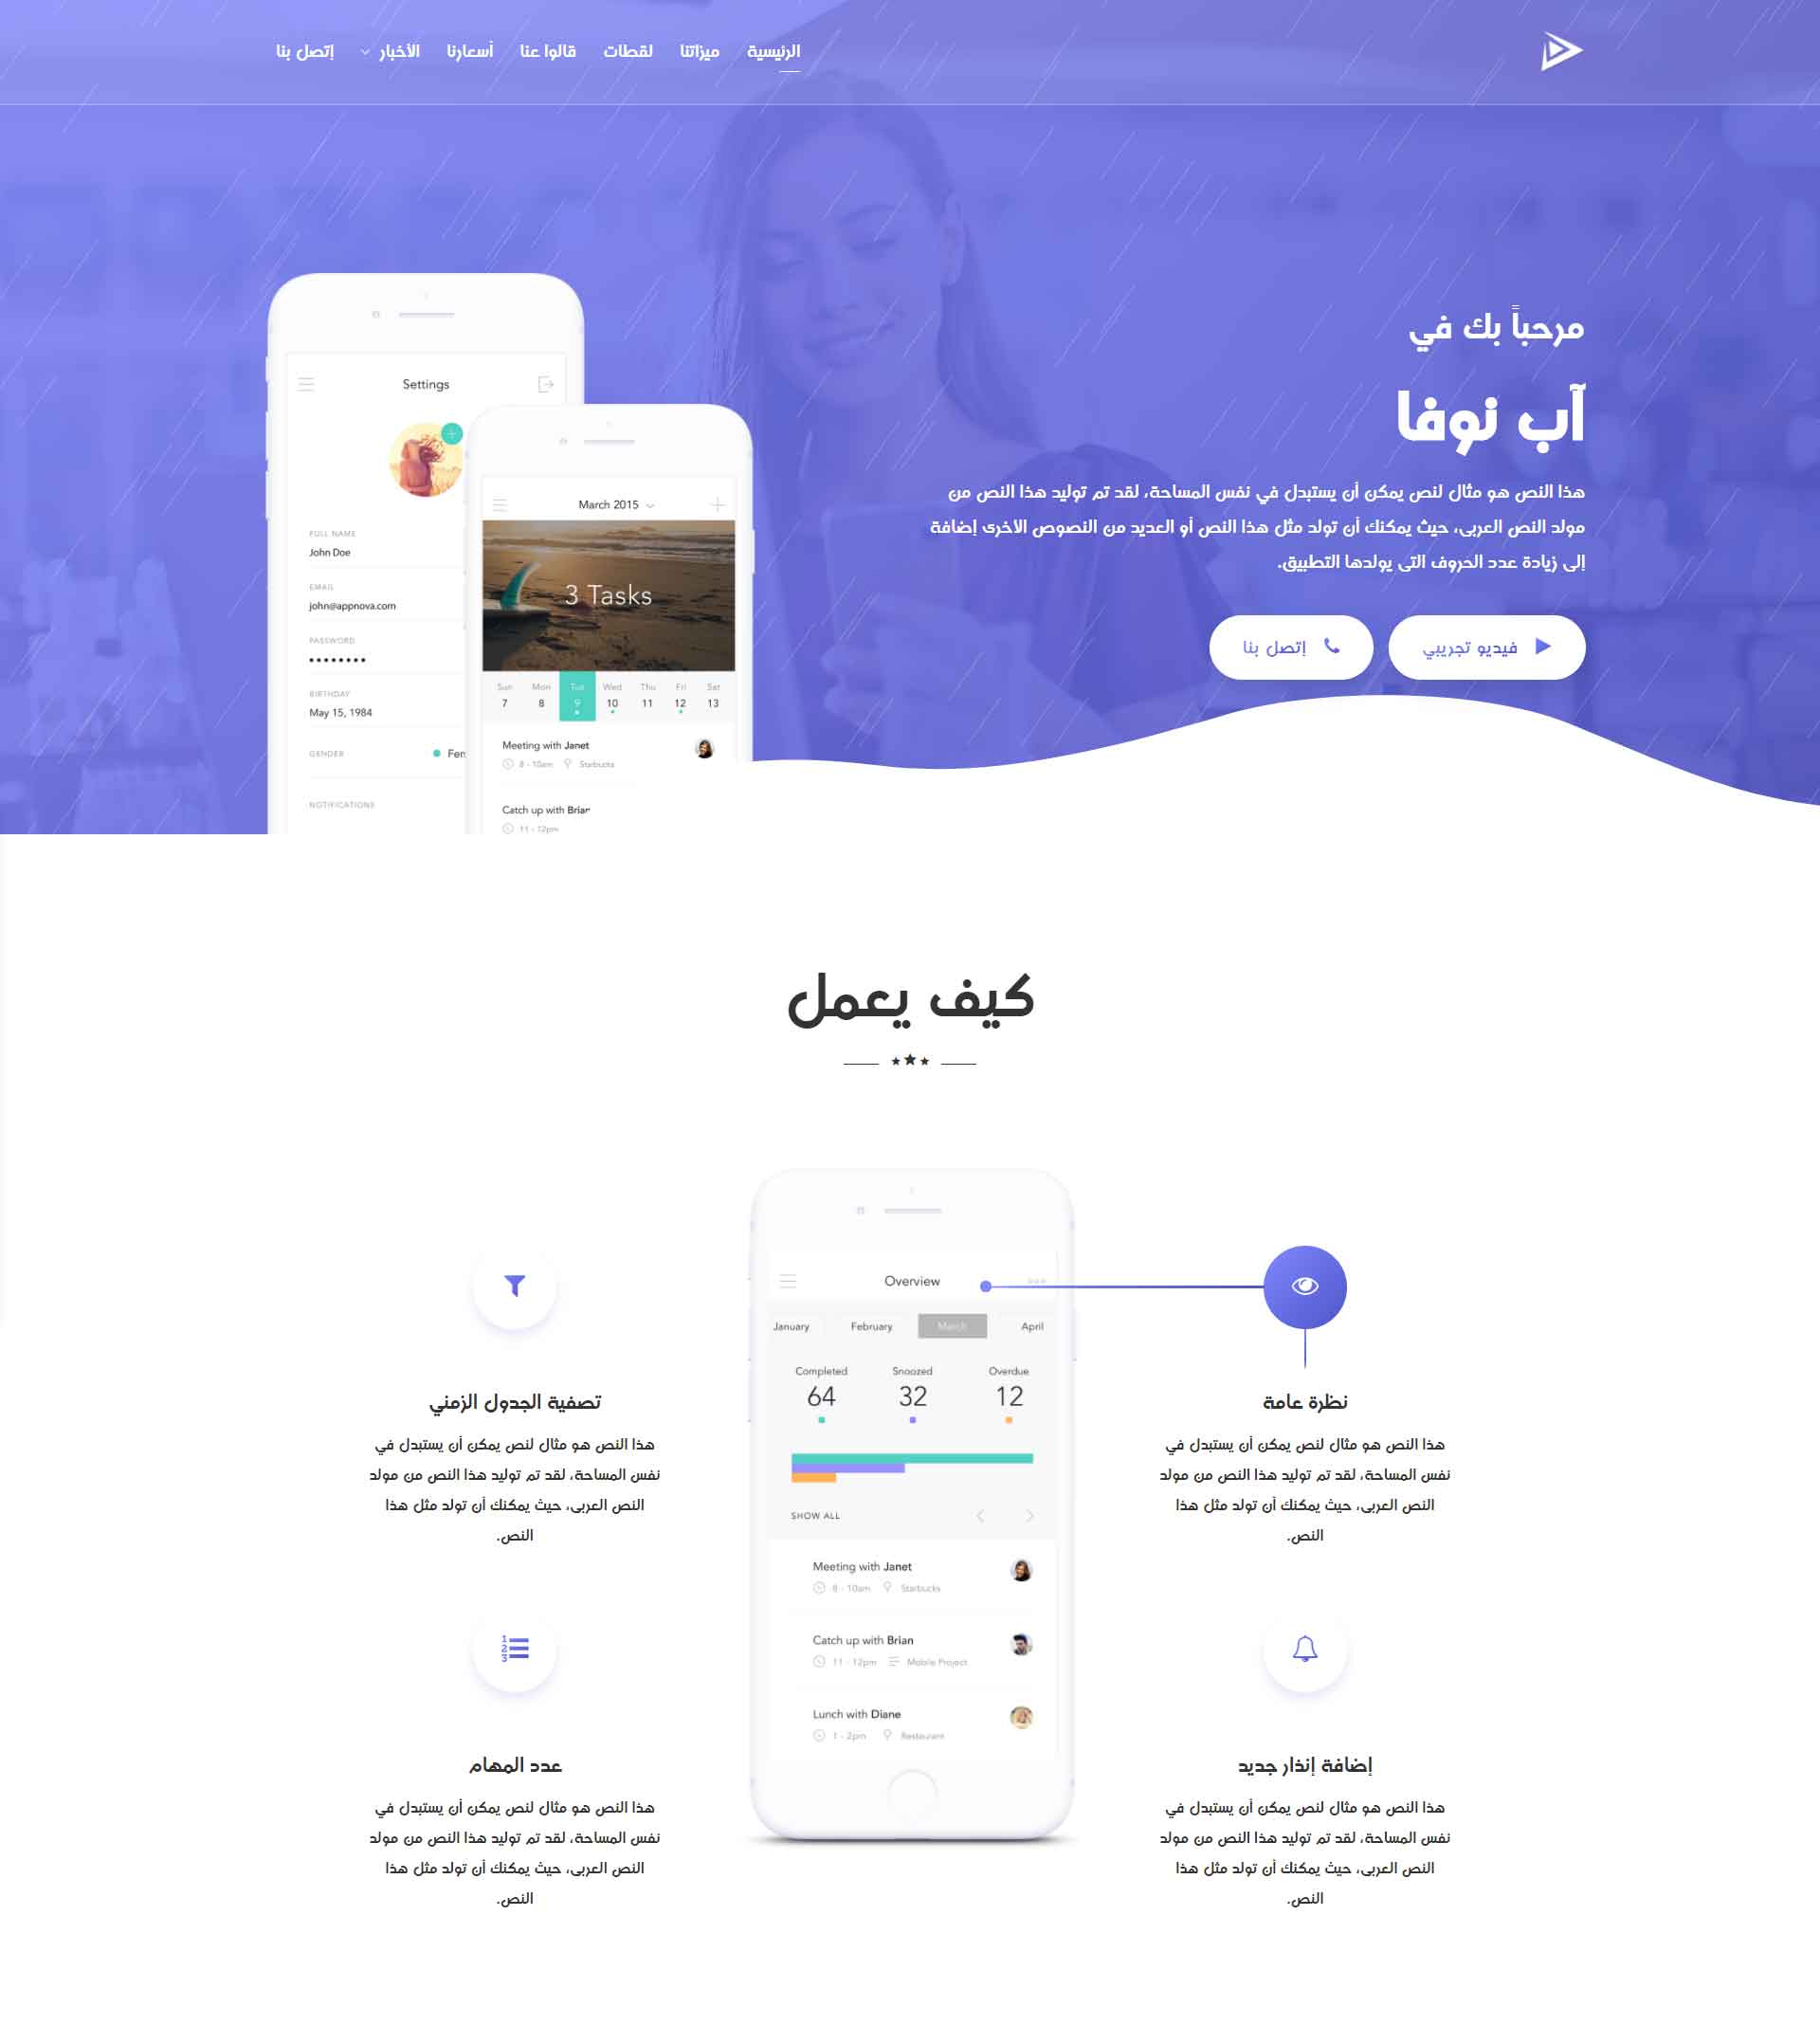 الرئيسية
ميزاتنا
لقطات
قالوا عنا
أسعارنا
الأخبار
إتصل بنا
مرحباً بك في
آب نوفا
هذا النص هو مثال لنص يمكن أن يستبدل في نفس المساحة، لقد تم توليد هذا النص من
مولد النص العربى، حيث يمكنك أن تولد مثل هذا النص أو العديد من النصوص الأخرى إضافة
إلى زيادة عدد الحروف التى يولدها التطبيق.
فيديو تجريبي
إتصل بنا
Settings
FULL NAME
John Doe
EMAIL
john@appnova.com
PASSWORD
BIRTHDAY
May 15, 1984
GENDER
Fem
NOTIFICATIONS
March 2015
3 Tasks
Sun Mon Tue Wed Thu Fri Sat
7 8 9 10 11 12 13
Meeting with Janet
8 - 10am Starbucks
Catch up with Brian
11 - 12pm
كيف يعمل
نظرة عامة
هذا النص هو مثال لنص يمكن أن يستبدل في
نفس المساحة، لقد تم توليد هذا النص من مولد
النص العربى، حيث يمكنك أن تولد مثل هذا
النص.
إضافة إنذار جديد
هذا النص هو مثال لنص يمكن أن يستبدل في
نفس المساحة، لقد تم توليد هذا النص من مولد
النص العربى، حيث يمكنك أن تولد مثل هذا
النص.
Overview
January February March April
Completed Snoozed Overdue
64 32 12
SHOW ALL
Meeting with Janet
8 - 10am Starbucks
Catch up with Brian
11 - 12pm Mobile Project
Lunch with Diane
1 - 2pm Restaurant
تصفية الجدول الزمني
هذا النص هو مثال لنص يمكن أن يستبدل في
نفس المساحة، لقد تم توليد هذا النص من مولد
النص العربى، حيث يمكنك أن تولد مثل هذا
النص.
عدد المهام
هذا النص هو مثال لنص يمكن أن يستبدل في
نفس المساحة، لقد تم توليد هذا النص من مولد
النص العربى، حيث يمكنك أن تولد مثل هذا
النص.